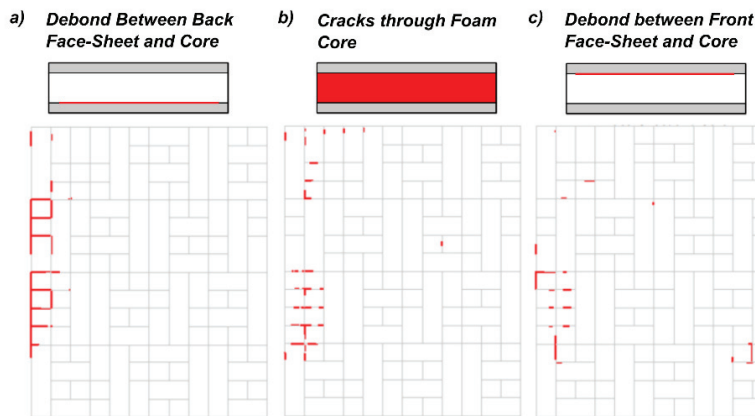 a) Debond Between Back
Face-Sheet and Core
b) Cracks through Foam
Core
c) Debond between Front
Face-Sheet and Core